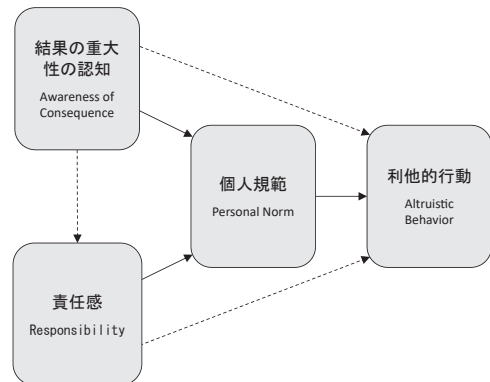 結果の重大
性の認知
Awareness of
Consequence
個人規範
Personal Norm
利他的行動
Altruistic
Behavior
責任感
Responsibility